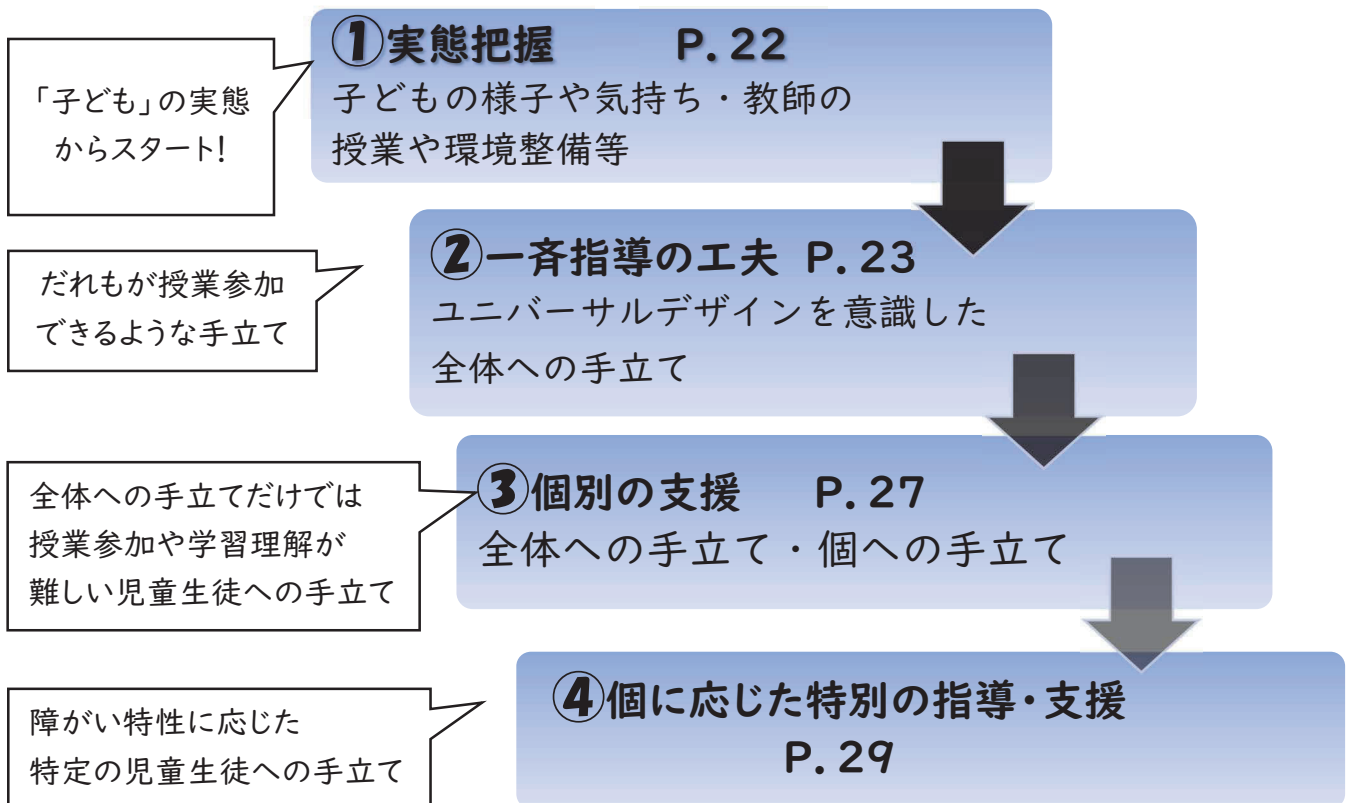 「子ども」の実態
からスタート!
①実態把握 P.22
子どもの様子や気持ち・教師の
授業や環境整備等
だれもが授業参加
できるような手立て
②一斉指導の工夫 P.23
ユニバーサルデザインを意識した
全体への手立て
全体への手立てだけでは
授業参加や学習理解が
難しい児童生徒への手立て
③個別の支援 P.27
全体への手立て・個への手立て
障がい特性に応じた
特定の児童生徒への手立て
④個に応じた特別の指導・支援
P.29